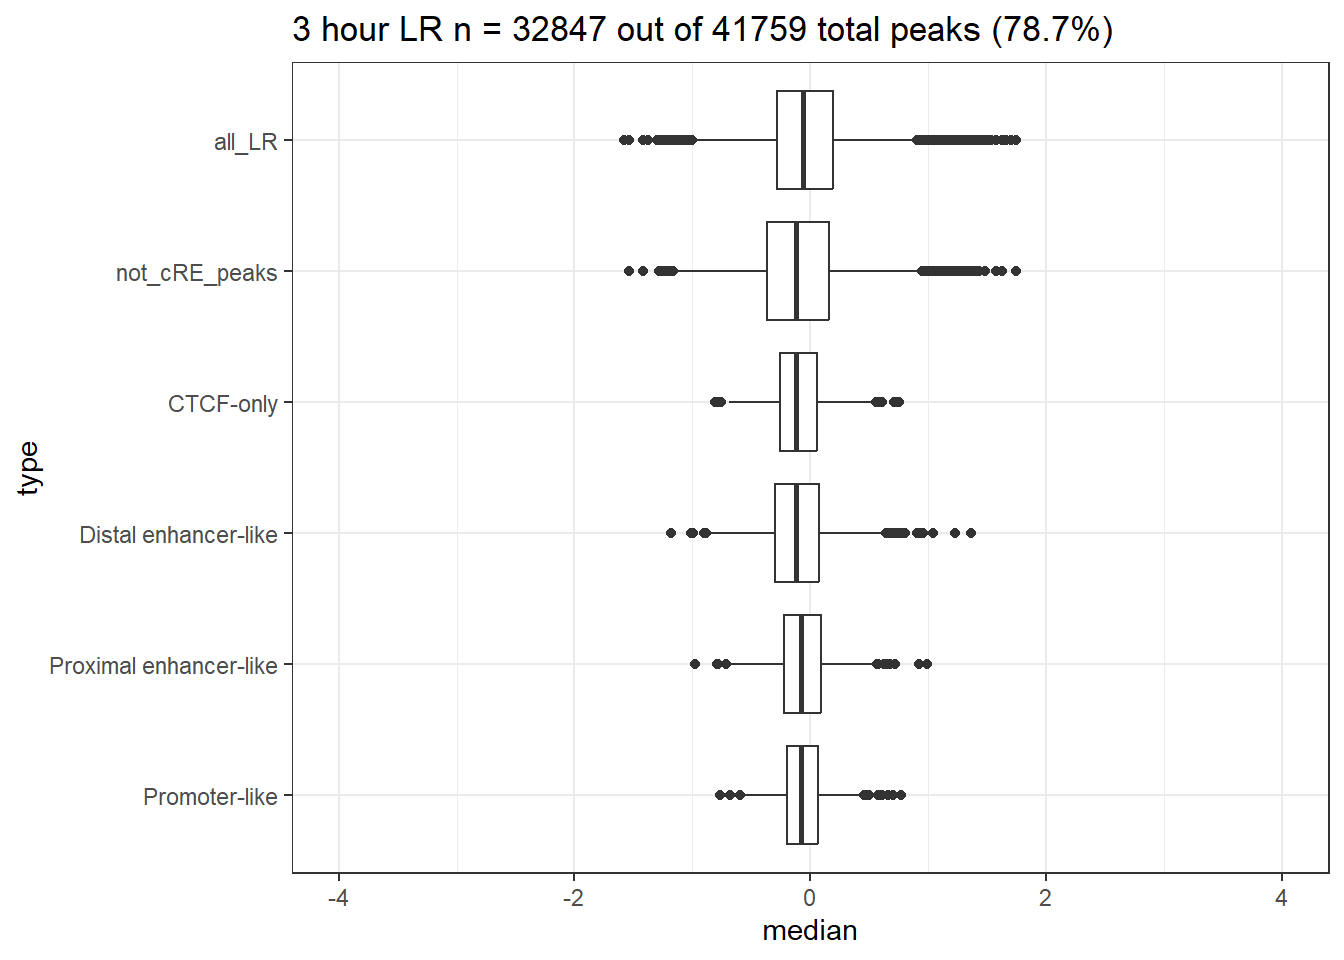 3 hour LR n = 32847 out of 41759 total peaks (78.7%)
all_LR
not_cRE_peaks
CTCF-only
Distal enhancer-like
Proximal enhancer-like
Promoter-like
type
-4 -2 0 2 4
median